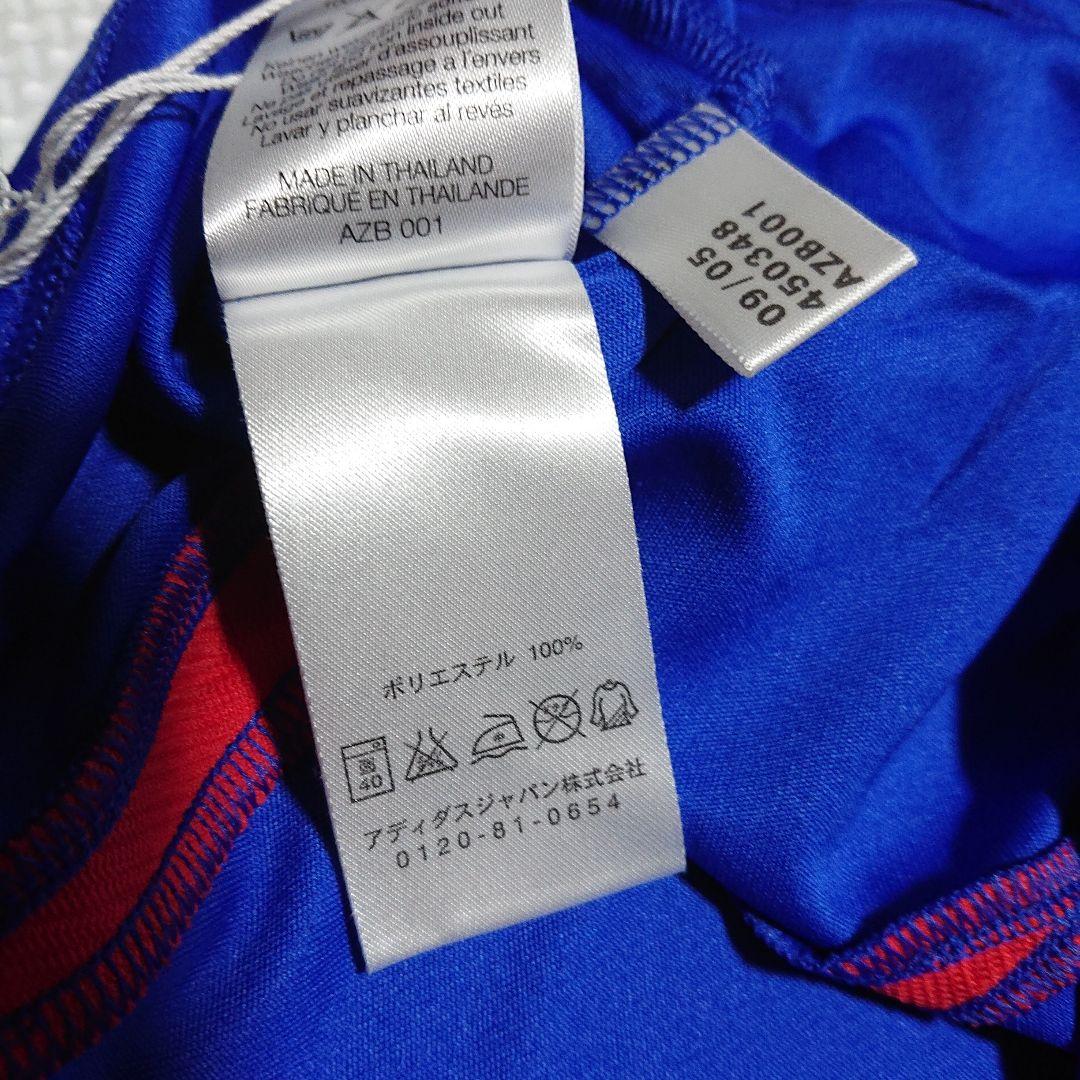 inside out
d'assouplissant
repassage à l'envers
No usar suavizantes textiles
Lavar y planchar al revés
MADE IN THAILAND
FABRIQUÉ EN THAILANDE
AZB 001
09/05
450348
AZB001
ポリエステル 100%
40
アディダスジャパン株式会社
0120-81-0654